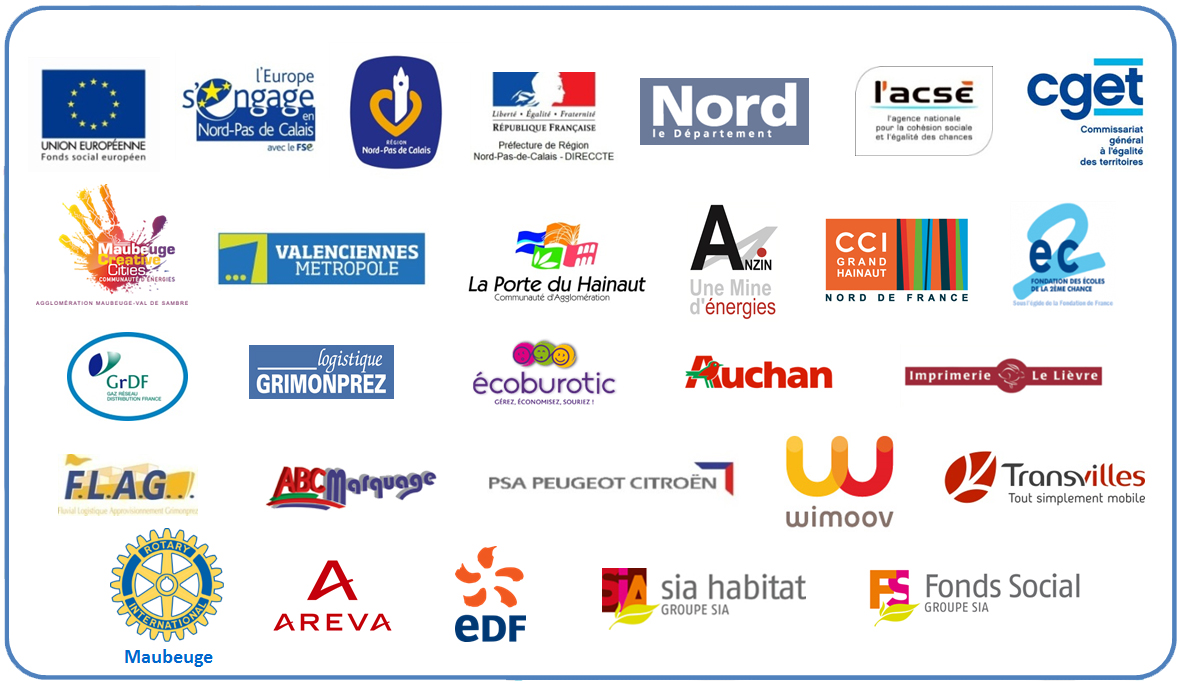 UNION EUROPÉENNE
Fonds social européen
l'Europe
s'engage
en
Nord-Pas de Calais
avec le FSe
RÉGION
Nord-Pas de Calais
Liberté • Égalité • Fraternité
RÉPUBLIQUE FRANÇAISE
Préfecture de Région
Nord-Pas-de-Calais - DIRECCTE
Nord
le Département
l'acsé
l'agence nationale
pour la cohésion sociale
et l'égalité des chances
cget
Commissariat
général
à l'égalité
des territoires
Maubeuge
Creative
Cities
COMMUNAUTÉ D'ÉNERGIES
AGGLOMÉRATION MAUBEUGE-VAL DE SAMBRE
VALENCIENNES
METROPOLE
La Porte du Hainaut
Communauté d'Agglomération
ANZIN
Une Mine
d'énergies
CCI
GRAND
HAINAUT
NORD DE FRANCE
ec2
FONDATION DES ÉCOLES
DE LA 2ÈME CHANCE
Sous l'égide de la Fondation de France
GrDF
GAZ RÉSEAU
DISTRIBUTION FRANCE
logistique
GRIMONPREZ
écoburotic
GÉREZ, ÉCONOMISEZ, SOURIEZ !
Auchan
Imprimerie Le Lièvre
F.L.A.G...
Fluvial Logistique Approvisionnement Grimonprez
ABC Marquage
PSA PEUGEOT CITROËN
wimoov
Transvilles
Tout simplement mobile
ROTARY
INTERNATIONAL
Maubeuge
AREVA
eDF
SiA
sia habitat
GROUPE SIA
FS
Fonds Social
GROUPE SIA